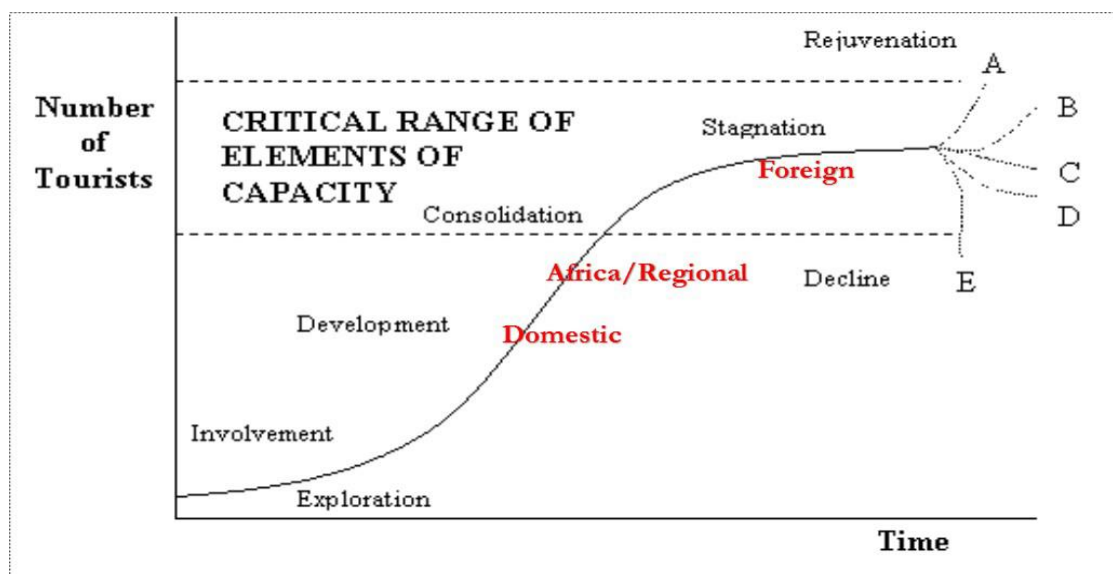 Rejuvenation
A
Number
of
Tourists
B
CRITICAL RANGE OF
ELEMENTS OF
CAPACITY
Stagnation
Foreign
C
D
Consolidation
Africa/Regional
Decline
E
Development
Domestic
Involvement
Exploration
Time